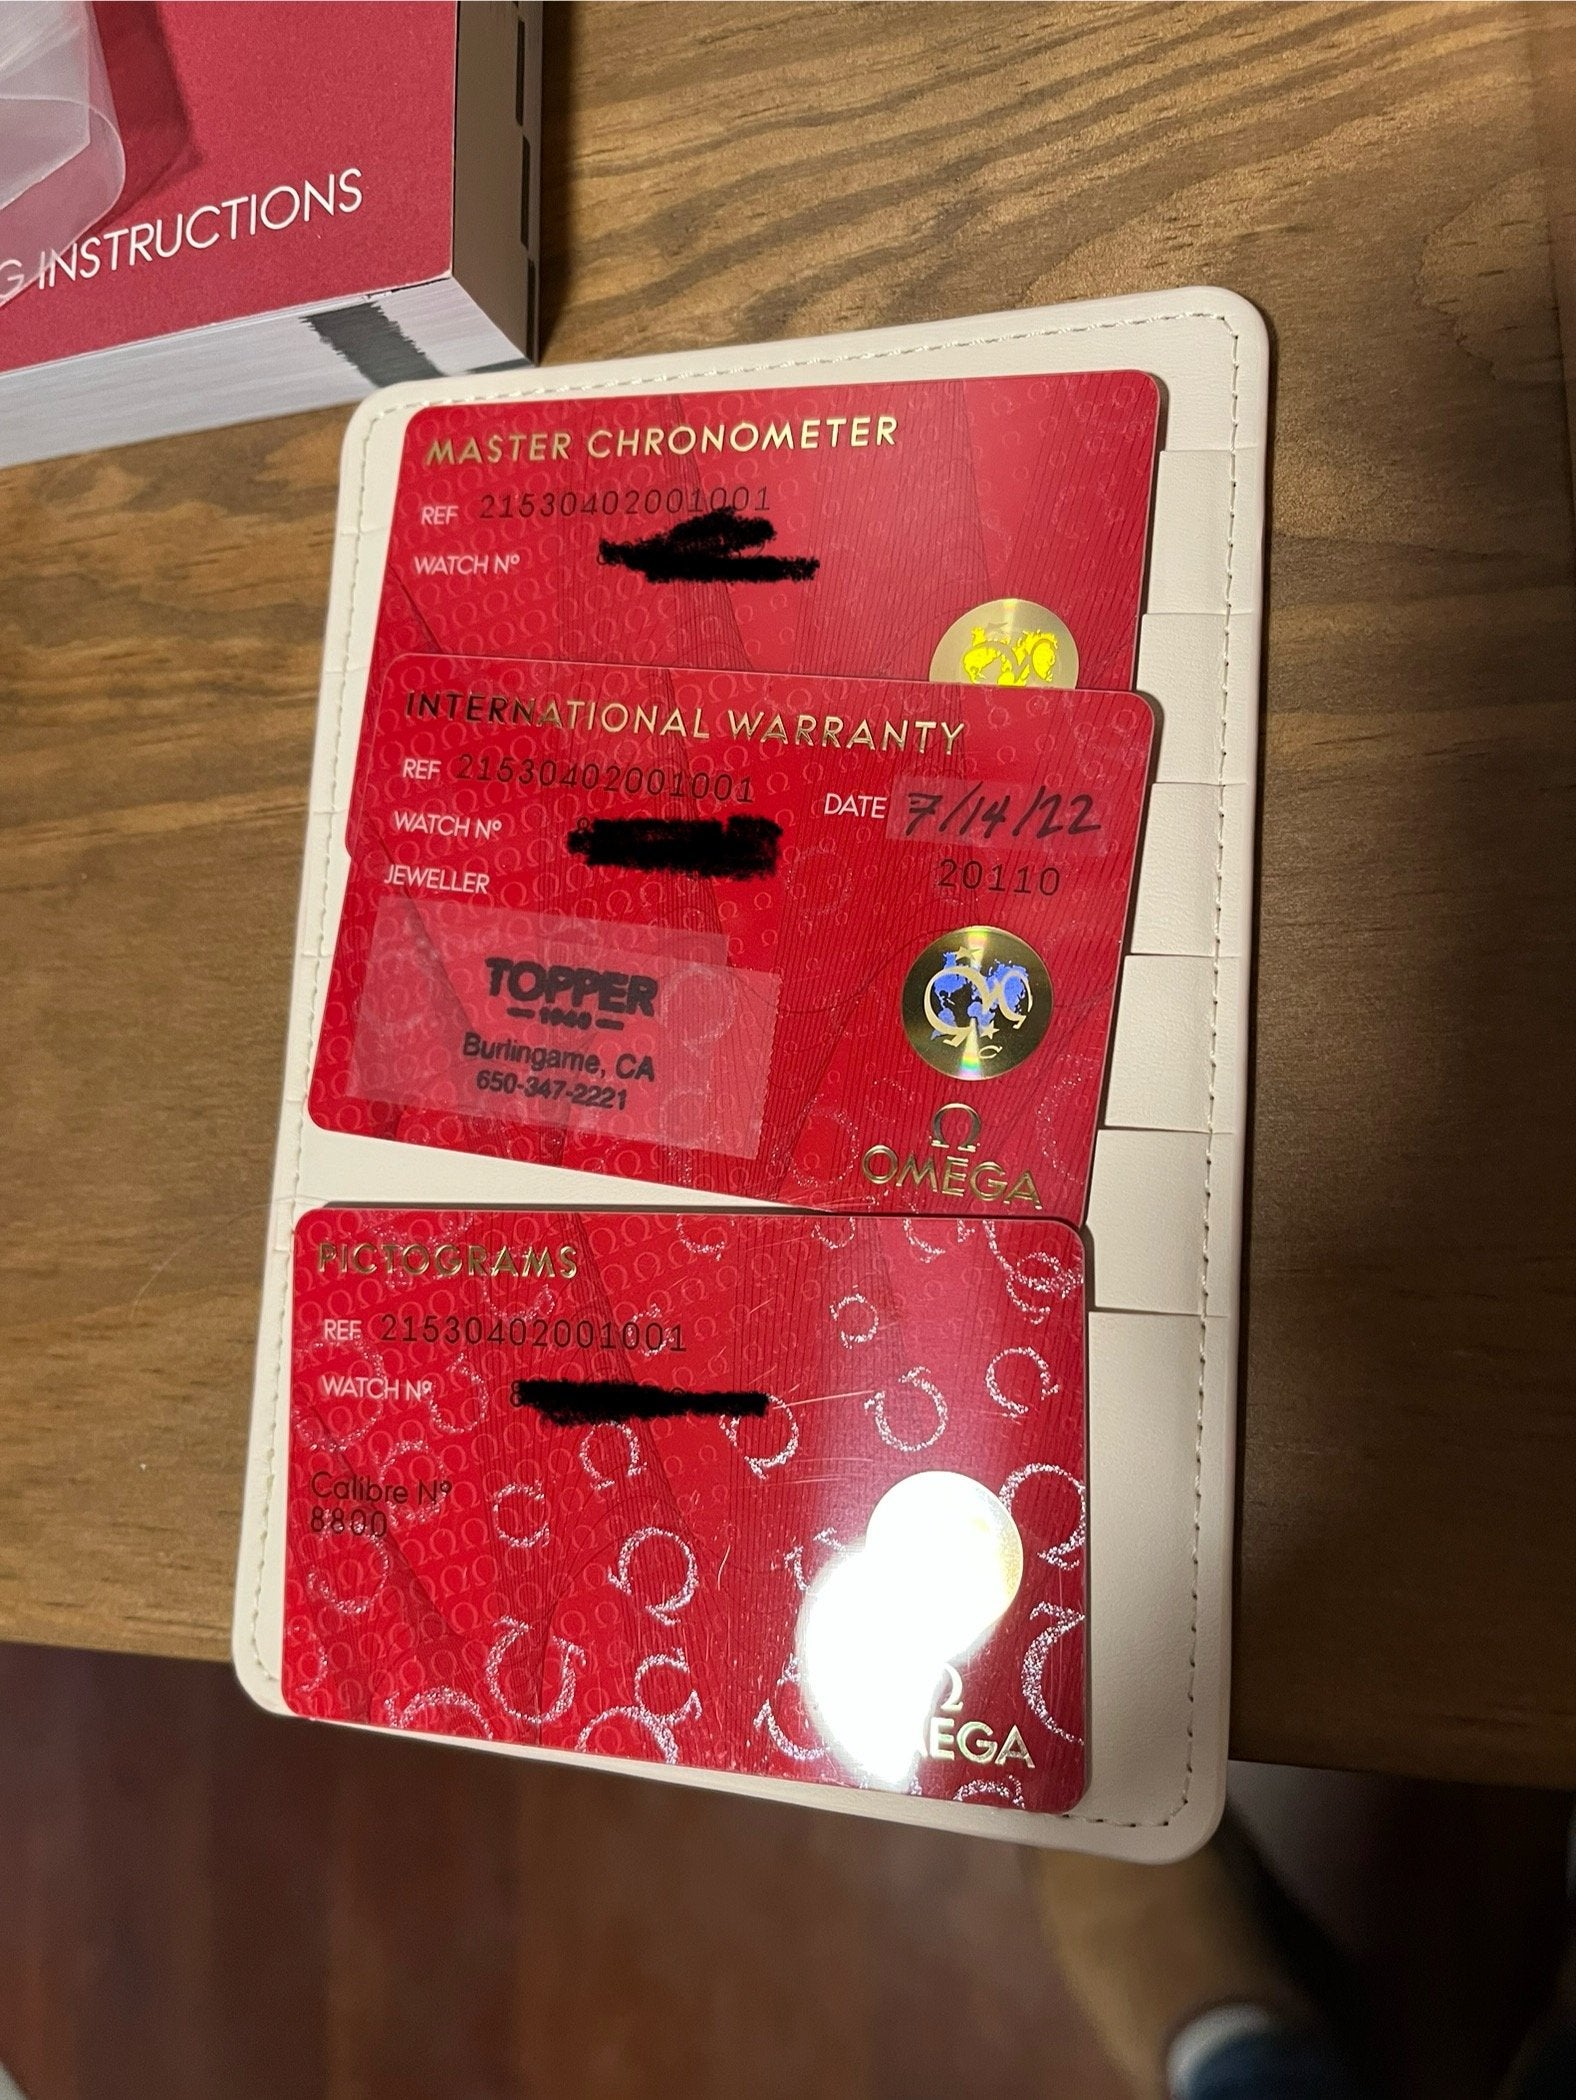 G INSTRUCTIONS
MASTER CHRONOMETER
REF 21530402001001
WATCH Nº
INTERNATIONAL WARRANTY
REF 21530402001001
DATE 7/14/22
WATCH Nº
20110
JEWELLER
TOPPER
— 1940 —
Burlingame, CA
650-347-2221
Ω
OMEGA
PICTOGRAMS
REF 21530402001001
WATCH Nº
Calibre Nº
8800
Ω
EGA